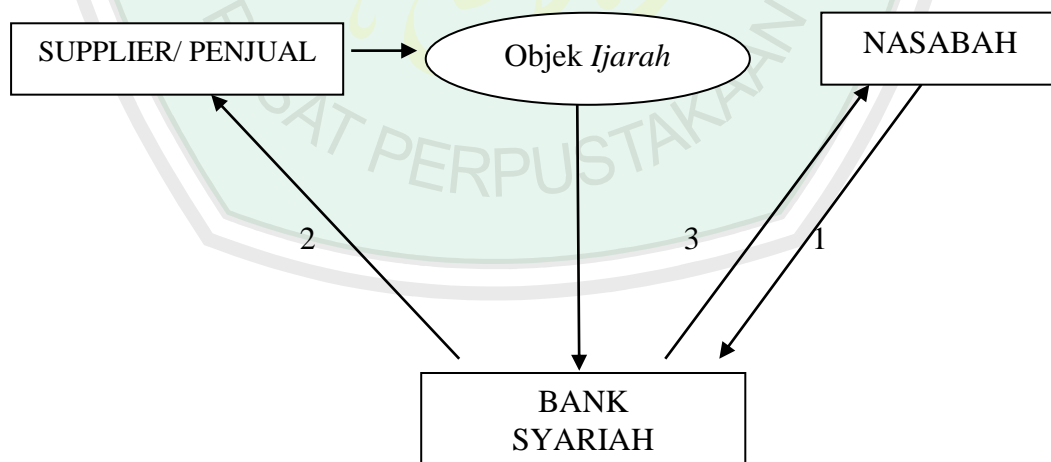 SUPPLIER/ PENJUAL
Objek Ijarah
NASABAH
PUSAT PERPUSTAKAAN
2
3
1
BANK
SYARIAH